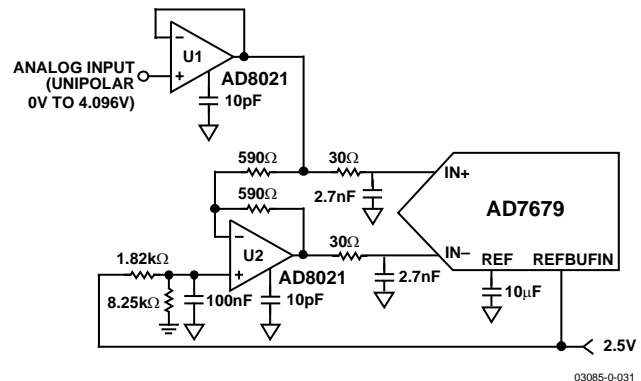 U1
ANALOG INPUT
(UNIPOLAR
0V TO 4.096V)
AD8021
10pF
590Ω
30Ω
IN+
590Ω
2.7nF
AD7679
30Ω
IN–
1.82kΩ
U2
AD8021
REF
REFBUFIN
2.7nF
8.25kΩ
100nF
10pF
10μF
2.5V
03085-0-031